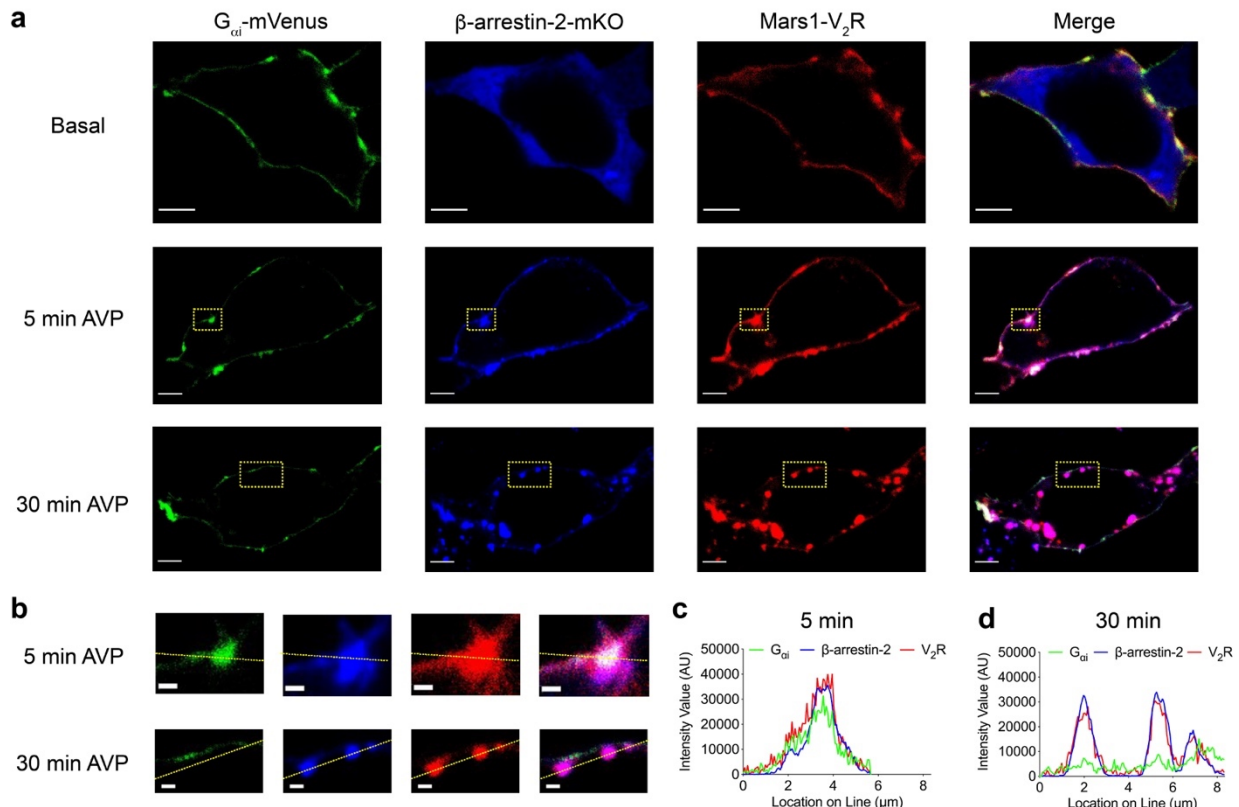 a
Gαi-mVenus
β-arrestin-2-mKO
Mars1-V₂R
Merge
Basal
5 min AVP
30 min AVP
b
5 min AVP
30 min AVP
c
5 min
Gαi
β-arrestin-2
V₂R
Intensity Value (AU)
50000
40000
30000
20000
10000
0
0
2
4
6
8
Location on Line (μm)
d
30 min
Gαi
β-arrestin-2
V₂R
Intensity Value (AU)
50000
40000
30000
20000
10000
0
0
2
4
6
8
Location on Line (μm)